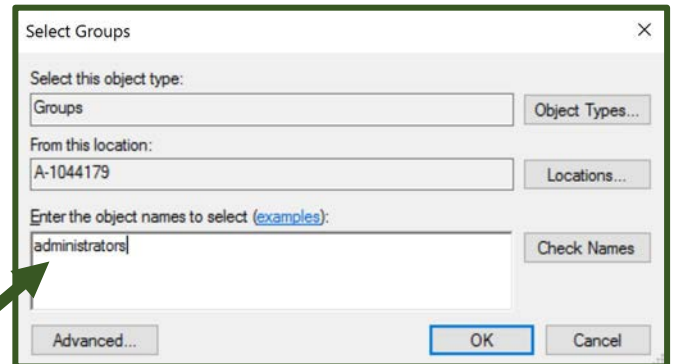 Select Groups
Select this object type:
Groups
Object Types...
From this location:
A-1044179
Locations...
Enter the object names to select (examples):
administrators
Check Names
Advanced...
OK
Cancel